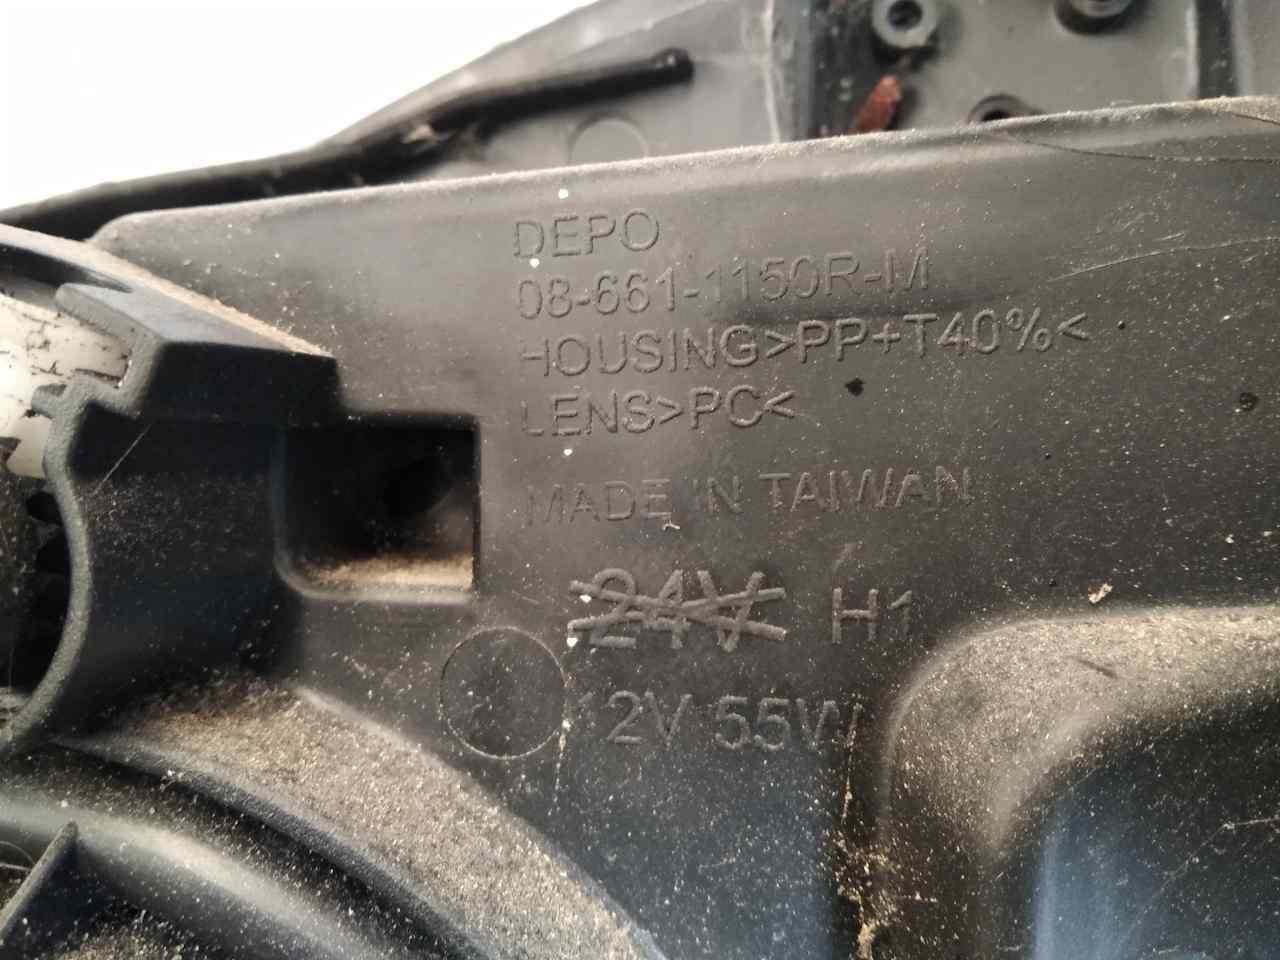 DEPO
08-661-1150R-M
HOUSING>PP+T40%<
LENS>PC<
MADE IN TAIWAN
24V H1
12V 55W